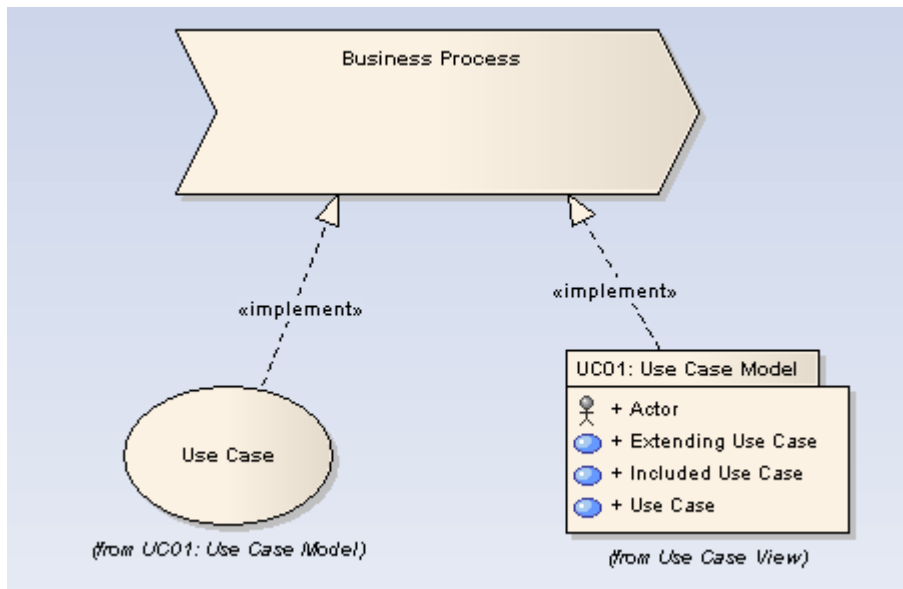 Business Process
«implement»
«implement»
UC01: Use Case Model
+ Actor
+ Extending Use Case
+ Included Use Case
+ Use Case
Use Case
(from UC01: Use Case Model)
(from Use Case View)